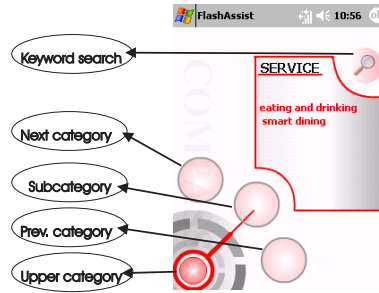 FlashAssist 10:56 ok
Keyword search
SERVICE
eating and drinking
smart dining
Next category
Subcategory
Prev. category
Upper category